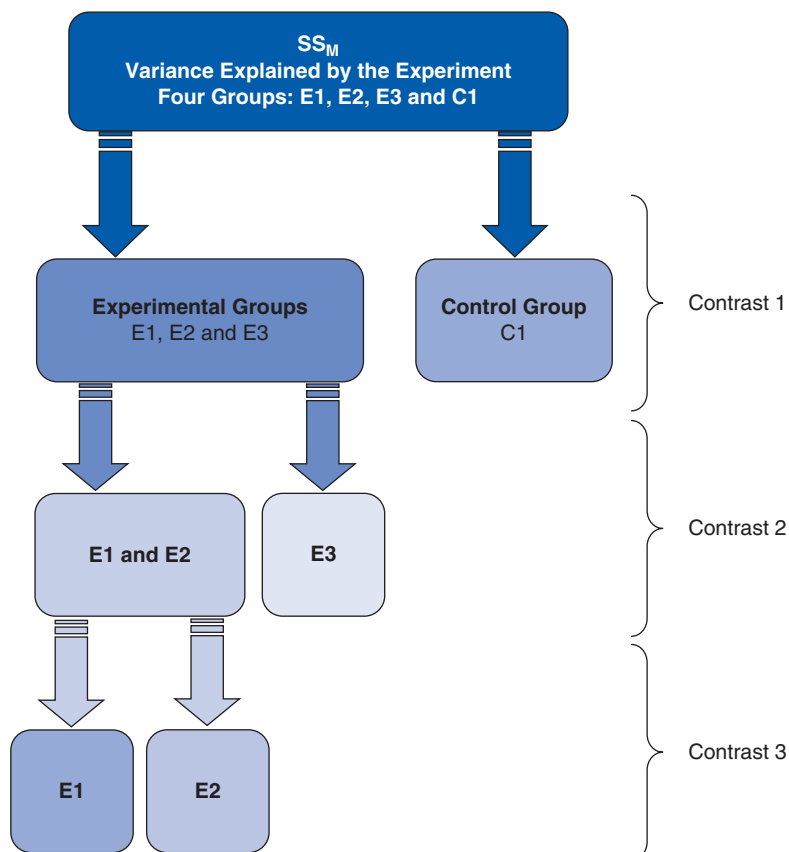 SS_M
Variance Explained by the Experiment
Four Groups: E1, E2, E3 and C1
Experimental Groups
E1, E2 and E3
Control Group
C1
Contrast 1
E1 and E2
E3
Contrast 2
E1
E2
Contrast 3